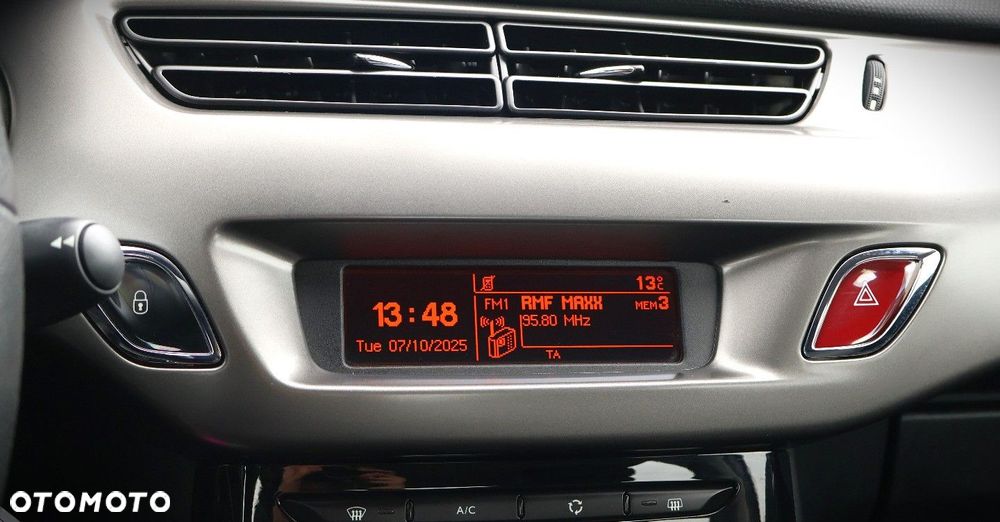 13°C
FM1 RMF MAXX MEM3
13:48
95.80 MHz
Tue 07/10/2025
TA
A/C
OTOMOTO